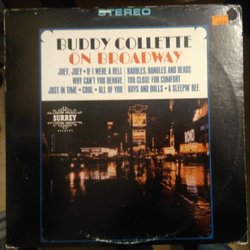 STEREO
BUDDY COLLETTE
ON BROADWAY
JOEY, JOEY • IF I WERE A BELL
WHY CAN'T YOU BEHAVE
JUST IN TIME • COOL • ALL OF YOU
BAUBLES, BANGLES AND BEADS
TOO CLOSE FOR COMFORT
GUYS AND DOLLS • A SLEEPIN' BEE
SURREY